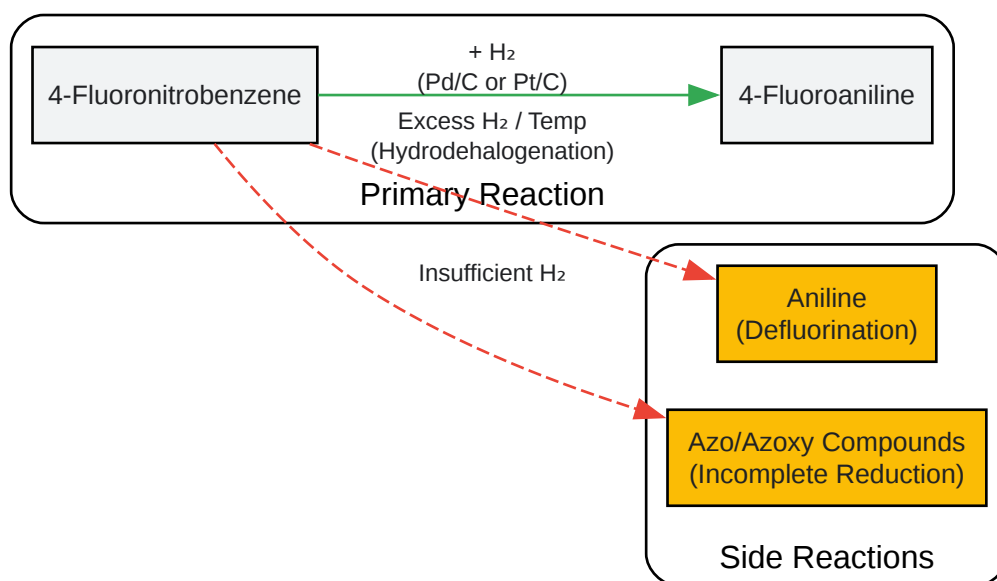 4-Fluoronitrobenzene
+ H₂
(Pd/C or Pt/C)
4-Fluoroaniline
Excess H₂ / Temp
(Hydrodehalogenation)
Primary Reaction
Insufficient H₂
Aniline
(Defluorination)
Azo/Azoxy Compounds
(Incomplete Reduction)
Side Reactions